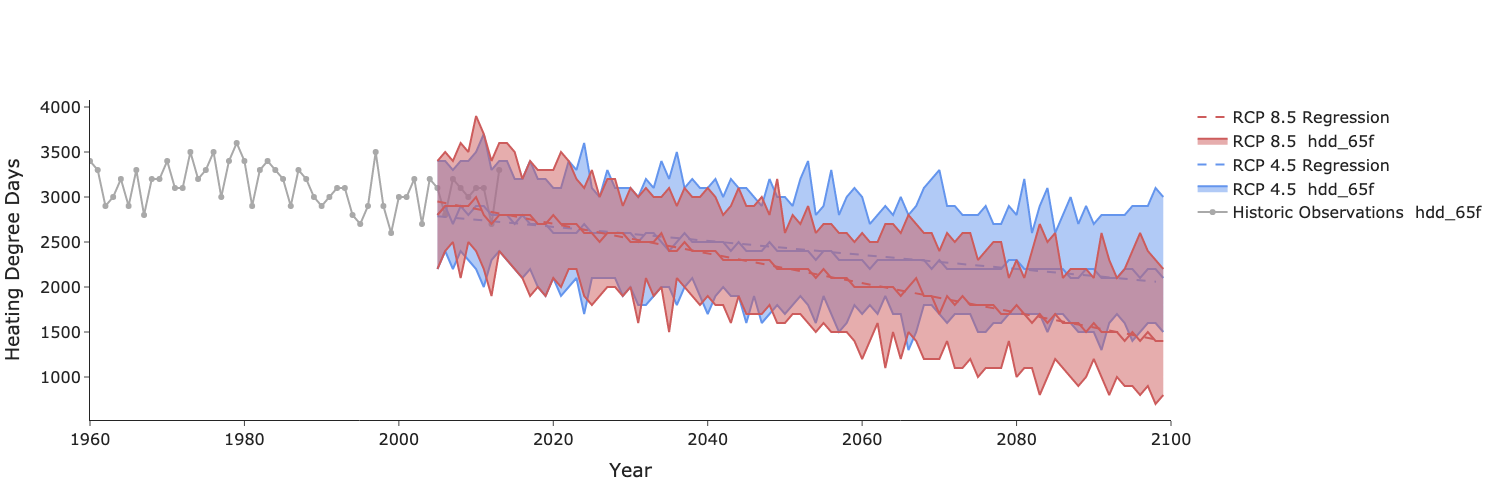 4000
3500
3000
2500
2000
1500
1000
Heating Degree Days
1960
1980
2000
2020
2040
2060
2080
2100
Year
RCP 8.5 Regression
RCP 8.5  hdd_65f
RCP 4.5 Regression
RCP 4.5  hdd_65f
Historic Observations  hdd_65f